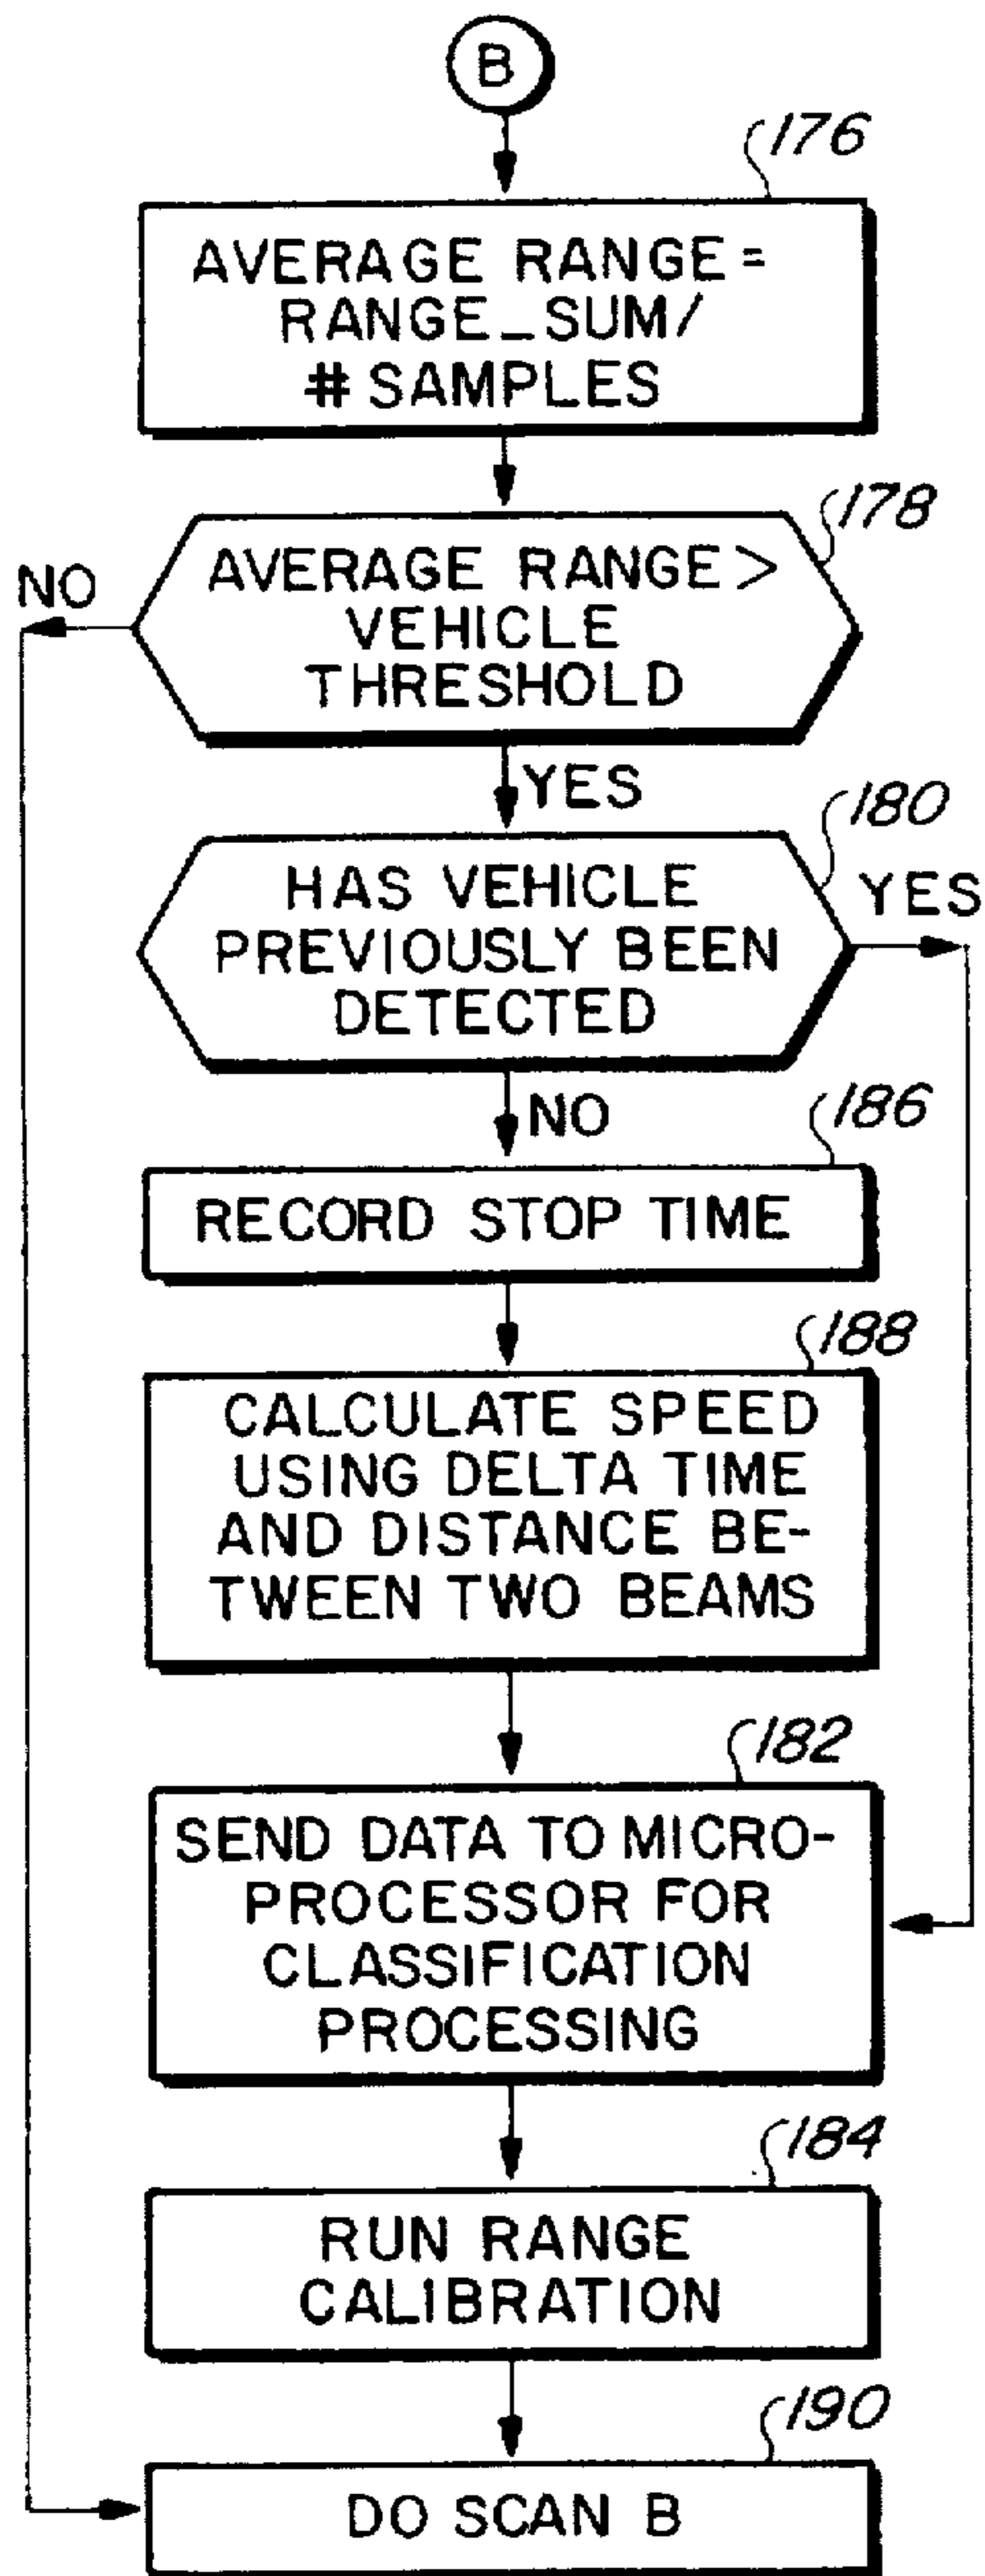 B
176
AVERAGE RANGE =
RANGE_SUM/
# SAMPLES
178
AVERAGE RANGE >
VEHICLE
THRESHOLD
NO
YES
180
HAS VEHICLE
PREVIOUSLY BEEN
DETECTED
YES
NO
186
RECORD STOP TIME
188
CALCULATE SPEED
USING DELTA TIME
AND DISTANCE BE-
TWEEN TWO BEAMS
182
SEND DATA TO MICRO-
PROCESSOR FOR
CLASSIFICATION
PROCESSING
184
RUN RANGE
CALIBRATION
190
DO SCAN B